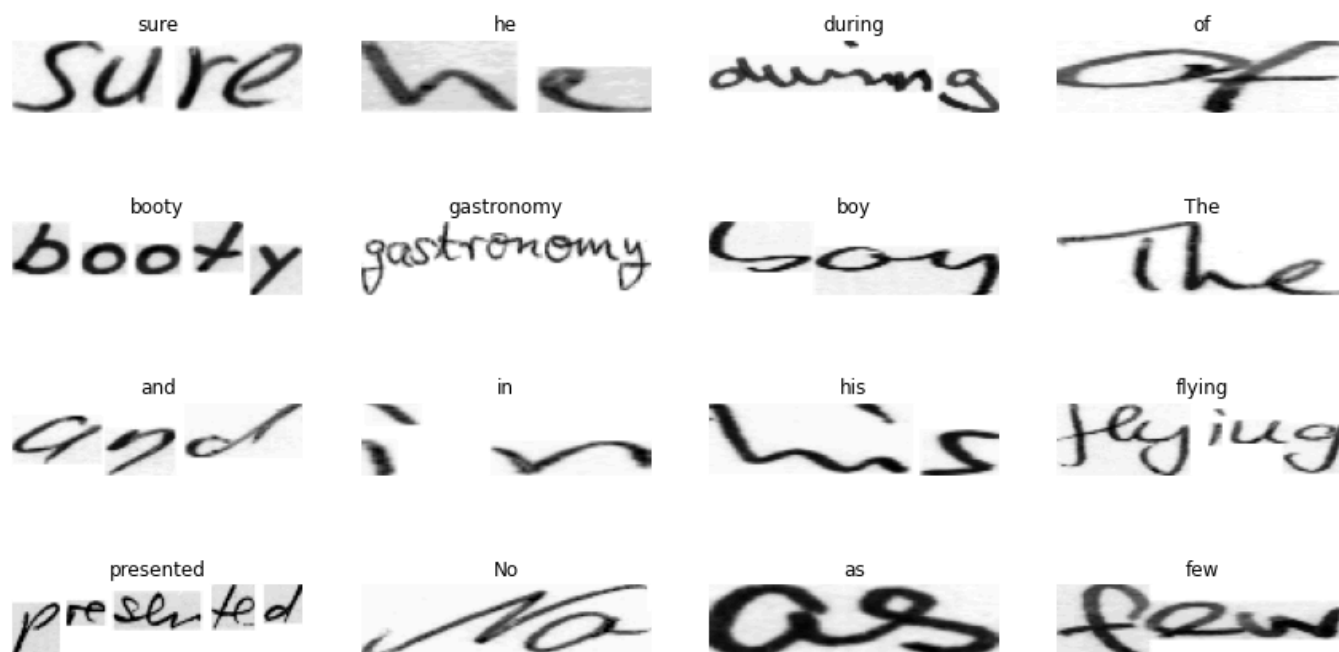 sure he during of
sure he during of
booty gastronomy boy The
booty gastronomy boy The
and in his flying
and in his flying
presented No as few
presented No as few